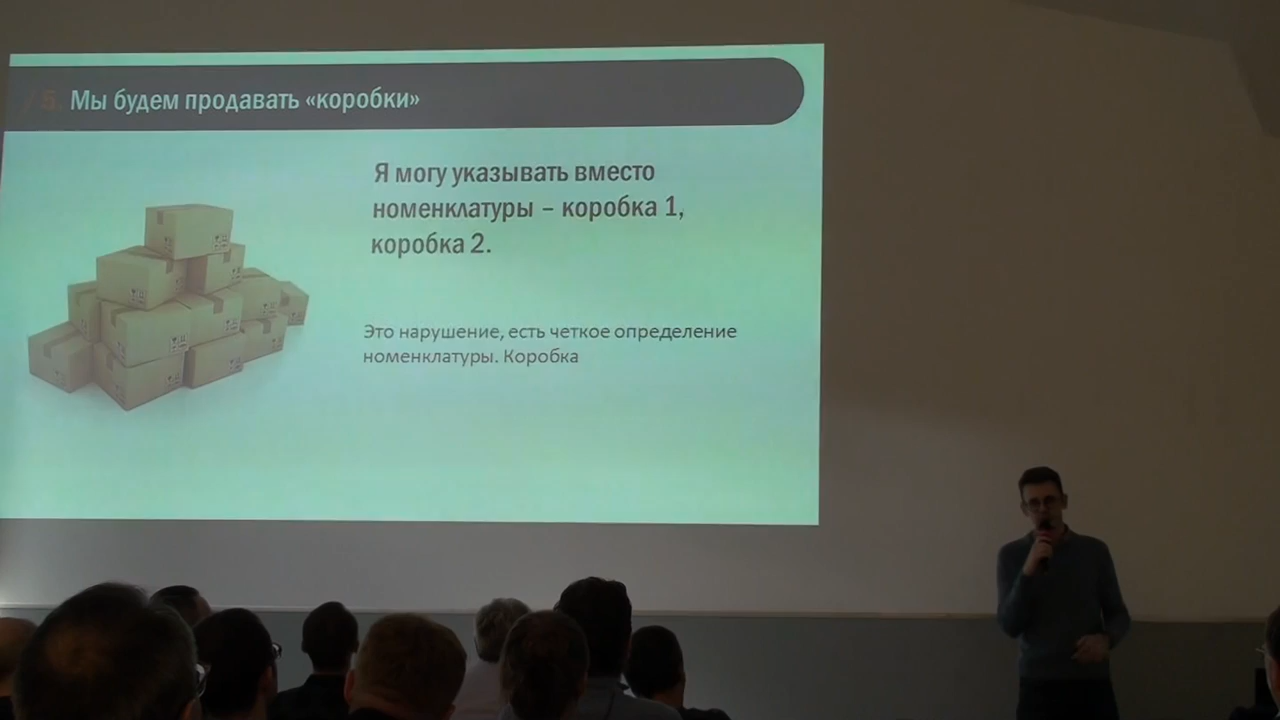 5. Мы будем продавать «коробки»
Я могу указывать вместо
номенклатуры – коробка 1,
коробка 2.
Это нарушение, есть четкое определение
номенклатуры. Коробка